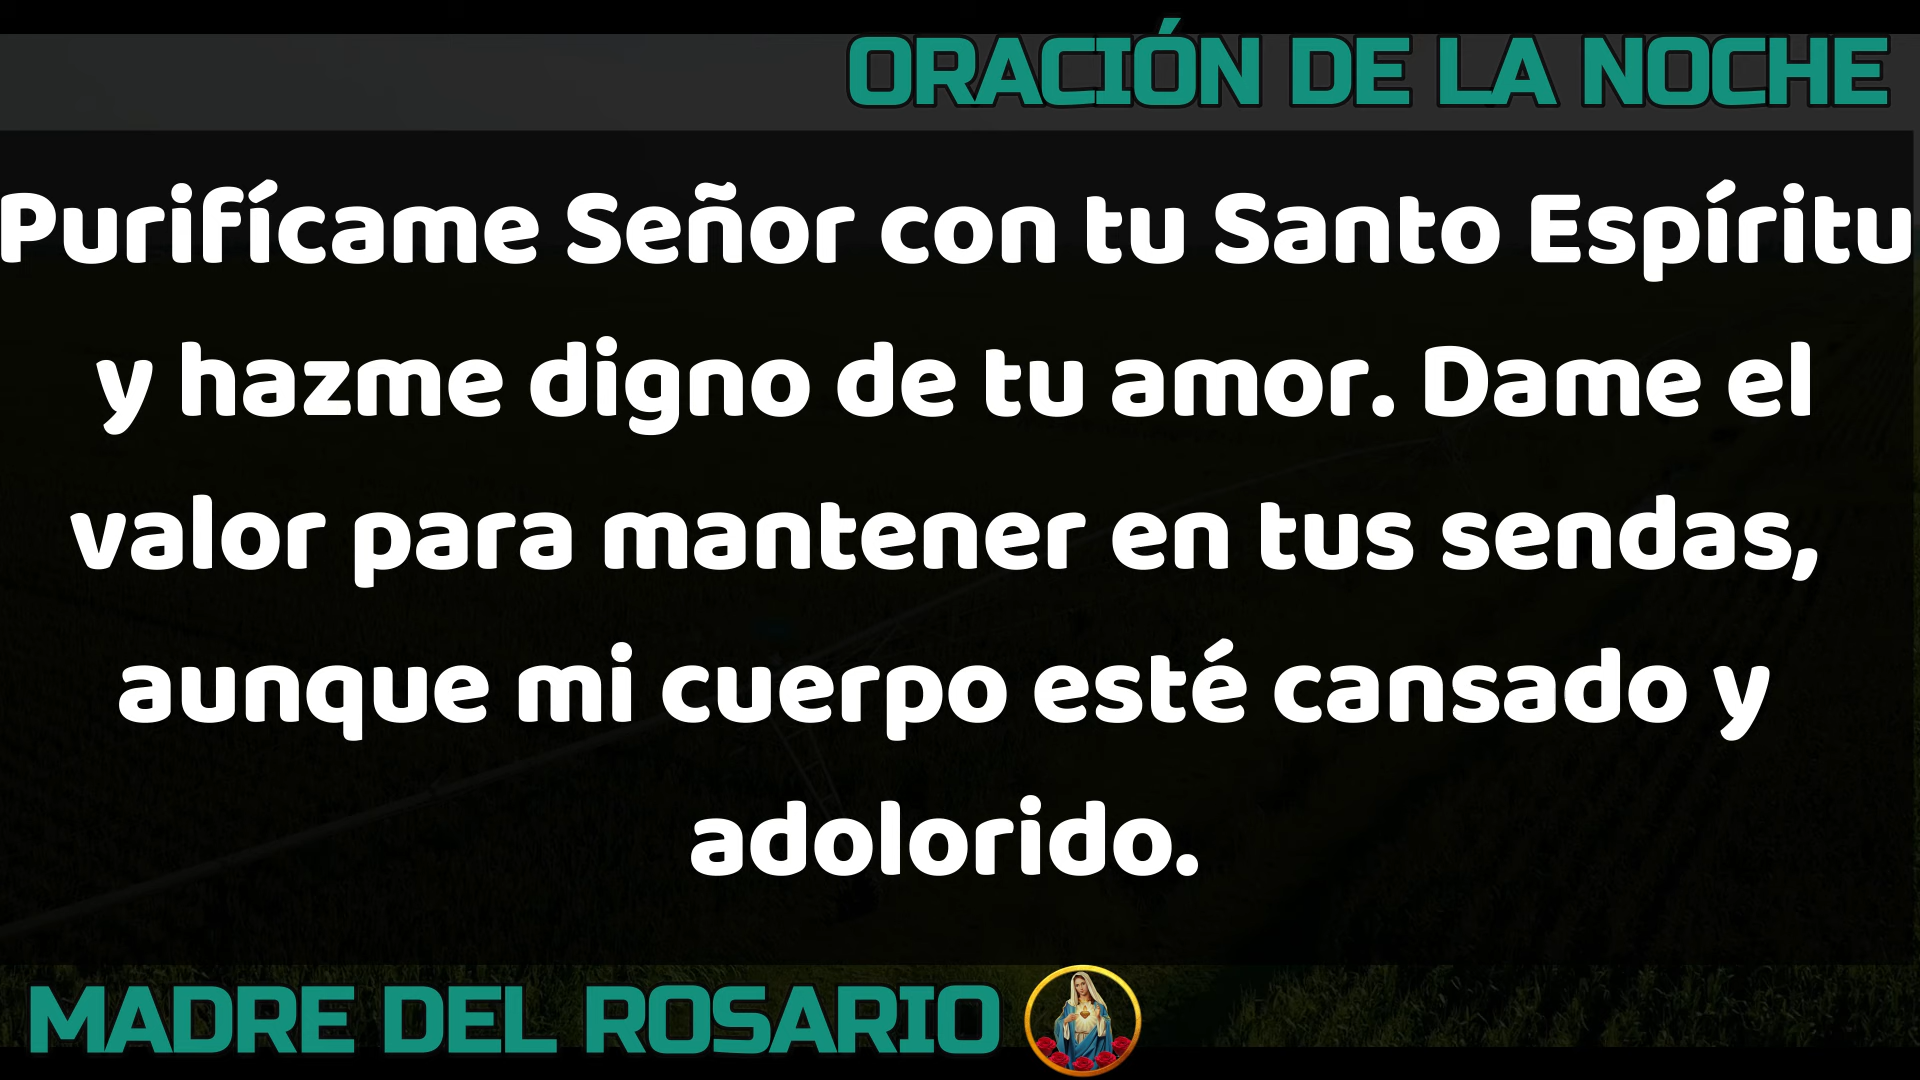 ORACIÓN DE LA NOCHE
Purifícame Señor con tu Santo Espíritu
y hazme digno de tu amor. Dame el
valor para mantener en tus sendas,
aunque mi cuerpo esté cansado y
adolorido.
MADRE DEL ROSARIO